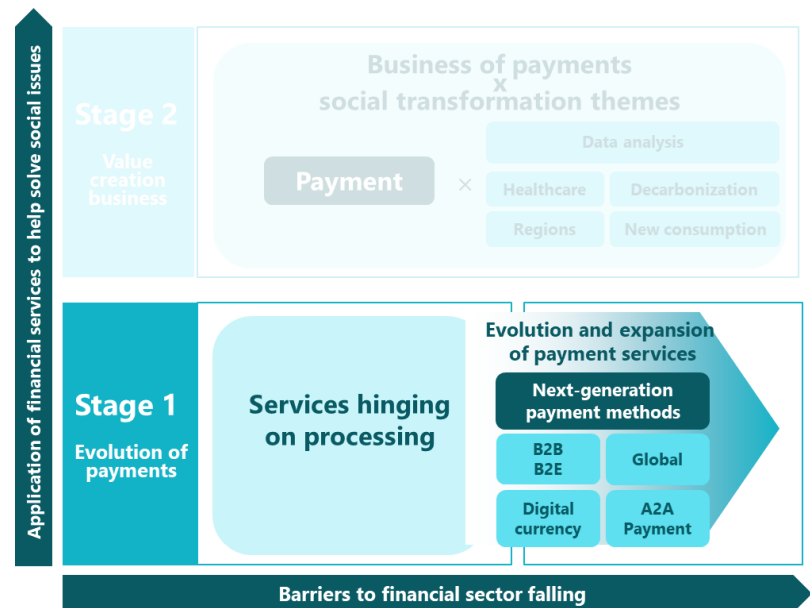 Application of financial services to help solve social issues
Stage 2
Value
creation
business
Business of payments
x
social transformation themes
Payment
×
Data analysis
Healthcare
Decarbonization
Regions
New consumption
Stage 1
Evolution of
payments
Services hinging
on processing
Evolution and expansion
of payment services
Next-generation
payment methods
B2B
B2E
Global
Digital
currency
A2A
Payment
Barriers to financial sector falling